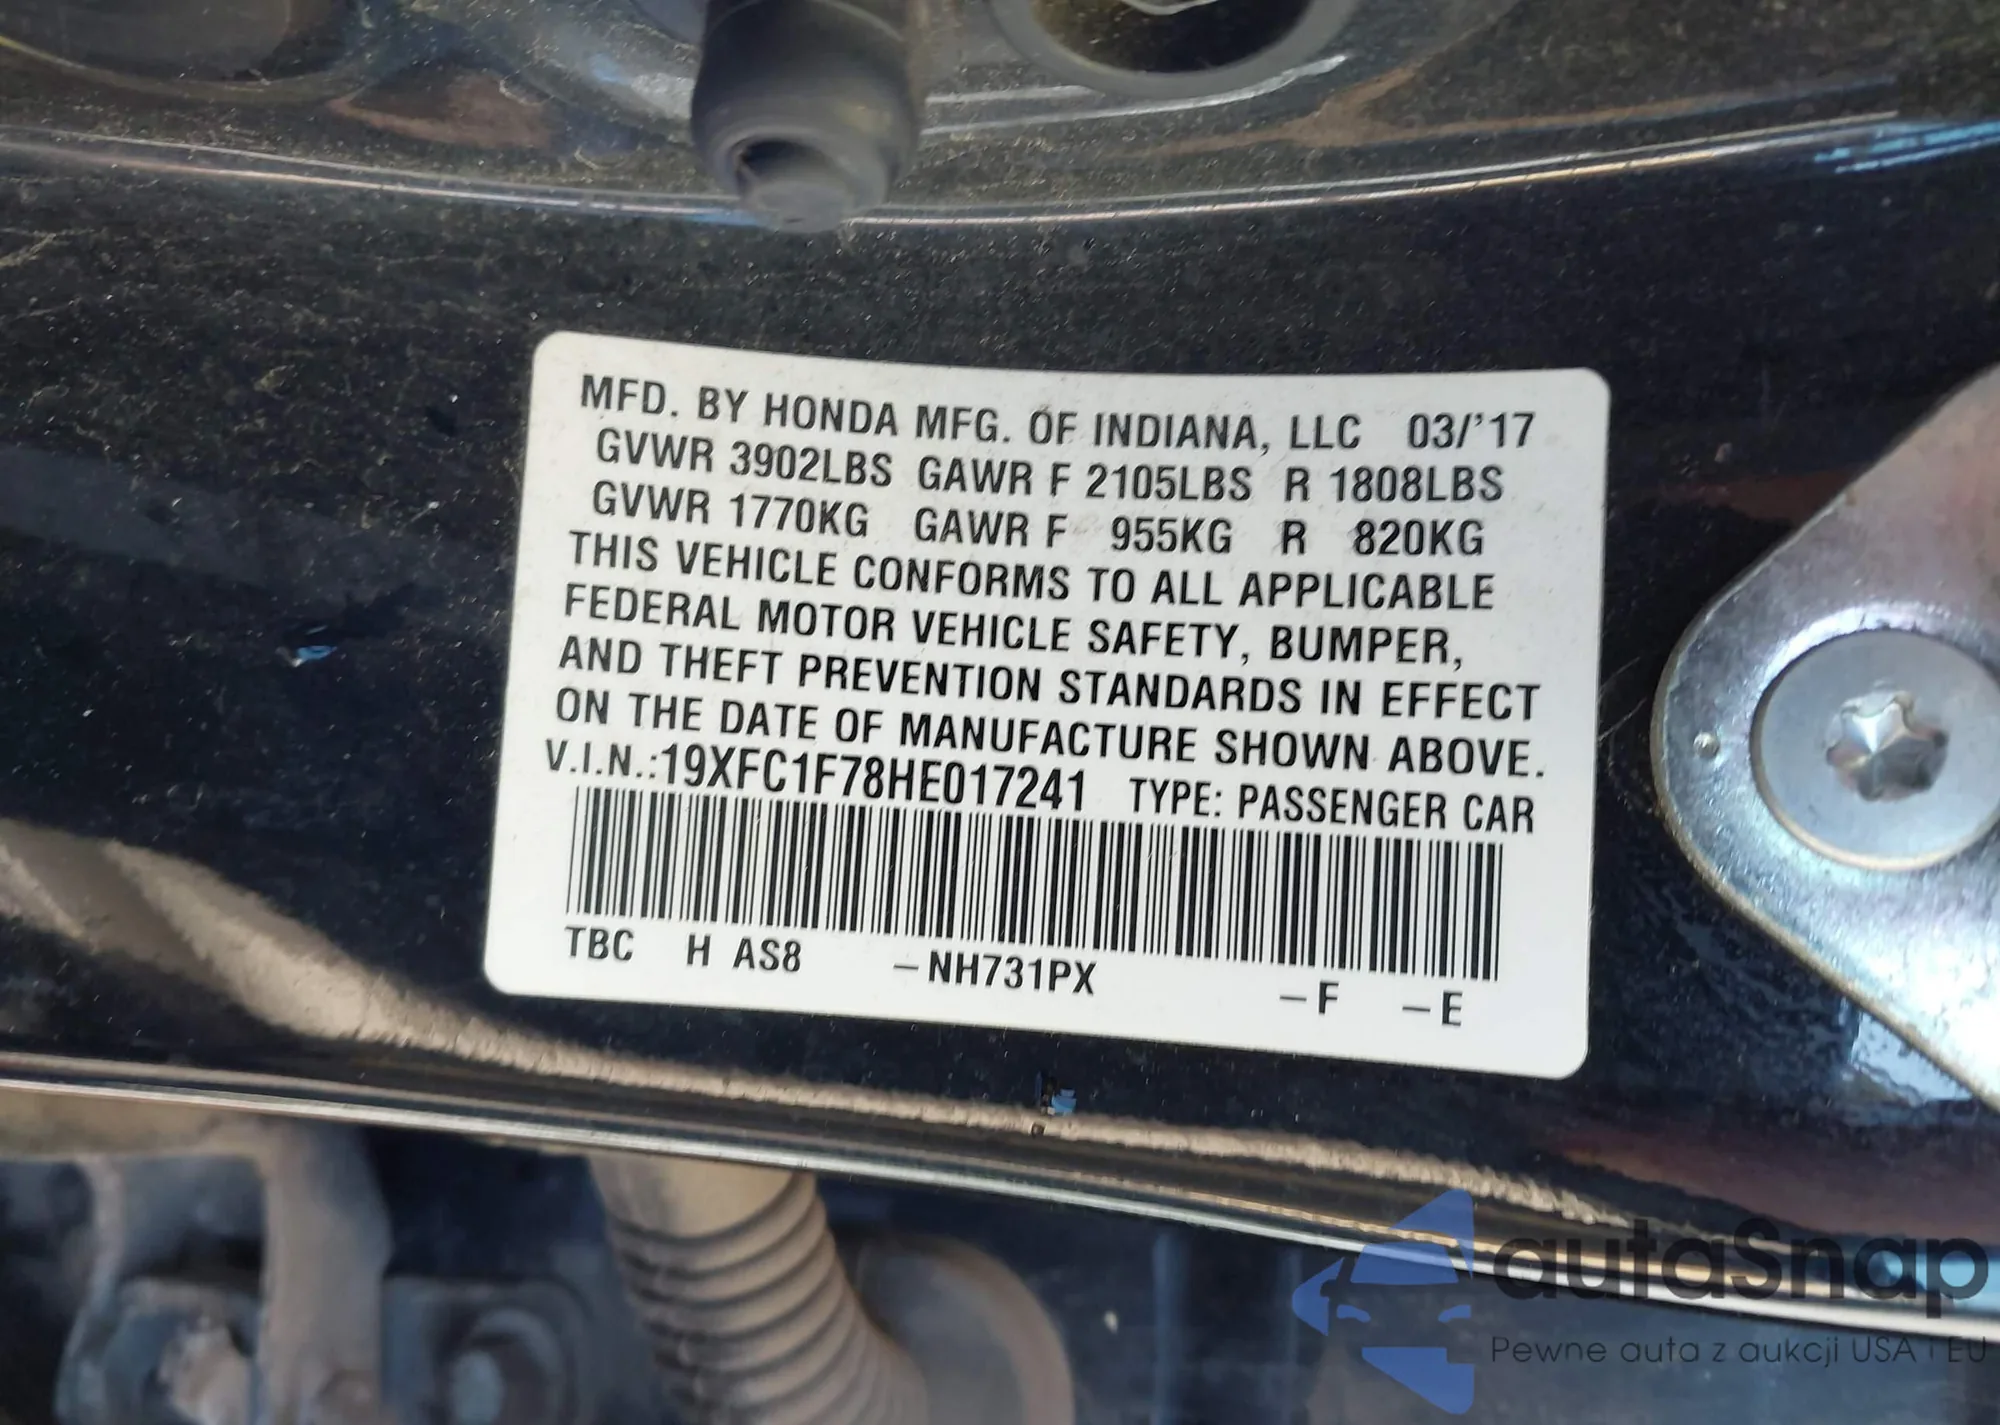 MFD. BY HONDA MFG. OF INDIANA, LLC 03/'17
GVWR 3902LBS GAWR F 2105LBS R 1808LBS
GVWR 1770KG GAWR F 955KG R 820KG
THIS VEHICLE CONFORMS TO ALL APPLICABLE
FEDERAL MOTOR VEHICLE SAFETY, BUMPER,
AND THEFT PREVENTION STANDARDS IN EFFECT
ON THE DATE OF MANUFACTURE SHOWN ABOVE.
V.I.N.:19XFC1F78HE017241 TYPE: PASSENGER CAR
TBC H AS8 –NH731PX –F –E
autaSnap
Pewne auta z aukcji USA i EU